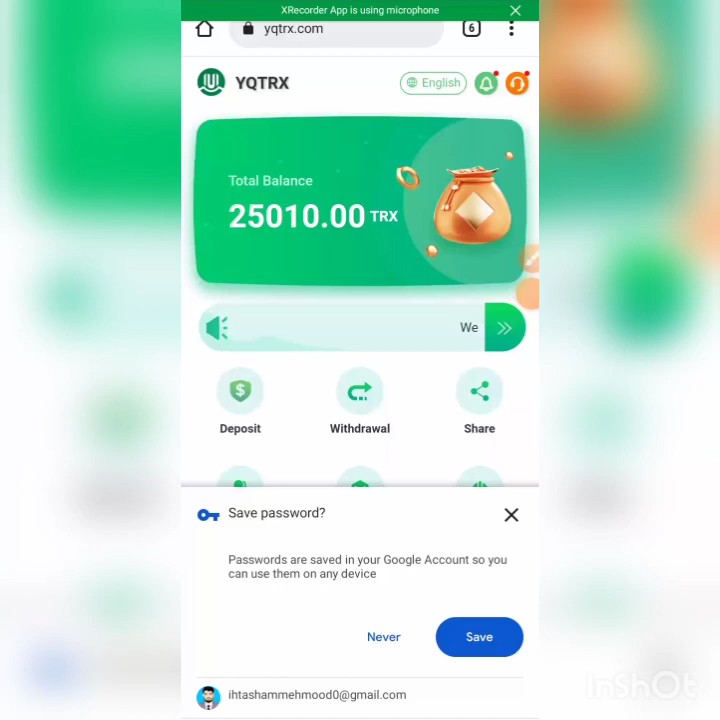 XRecorder App is using microphone
yqtrx.com
6
YQTRX
English
Total Balance
25010.00 TRX
We
$
Deposit
Withdrawal
Share
Save password?
Passwords are saved in your Google Account so you
can use them on any device
Never
Save
ihtashammehmood0@gmail.com
InShOt